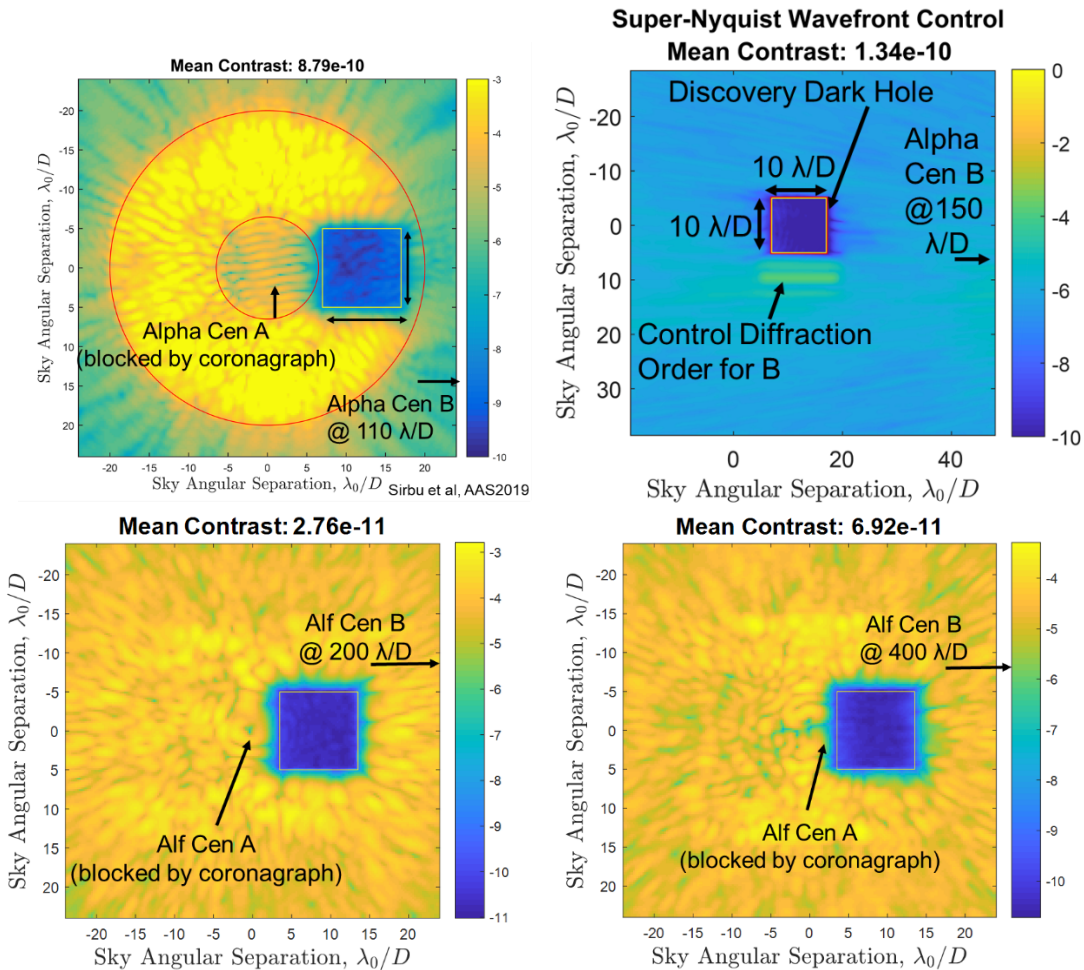 Mean Contrast: 8.79e-10
-3
-4
-5
-6
-7
-8
-9
-10
-20
-15
-10
-5
0
5
10
15
20
Sky Angular Separation, λ₀/D
Alpha Cen A
(blocked by coronagraph)
Alpha Cen B
@ 110 λ/D
-20
-15
-10
-5
0
5
10
15
20
Sky Angular Separation, λ₀/D
Sirbu et al, AAS2019
Super-Nyquist Wavefront Control
Mean Contrast: 1.34e-10
0
-2
-4
-6
-8
-10
-20
-10
0
10
20
30
Sky Angular Separation, λ₀/D
Discovery Dark Hole
10 λ/D
10 λ/D
Alpha
Cen B
@150
λ/D
Control Diffraction
Order for B
0
20
40
Sky Angular Separation, λ₀/D
Mean Contrast: 2.76e-11
-3
-4
-5
-6
-7
-8
-9
-10
-11
-20
-15
-10
-5
0
5
10
15
20
Sky Angular Separation, λ₀/D
Alf Cen B
@ 200 λ/D
Alf Cen A
(blocked by coronagraph)
-20
-15
-10
-5
0
5
10
15
20
Sky Angular Separation, λ₀/D
Mean Contrast: 6.92e-11
-4
-5
-6
-7
-8
-9
-10
-20
-15
-10
-5
0
5
10
15
20
Sky Angular Separation, λ₀/D
Alf Cen B
@ 400 λ/D
Alf Cen A
(blocked by coronagraph)
-20
-15
-10
-5
0
5
10
15
20
Sky Angular Separation, λ₀/D